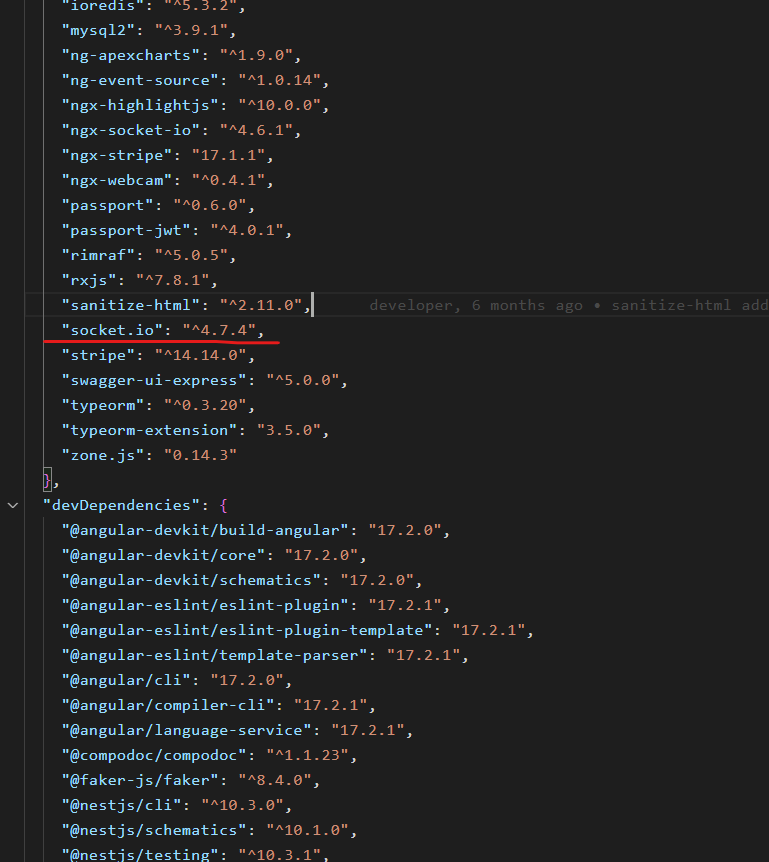 "ioredis": "^5.3.2",
"mysql2": "^3.9.1",
"ng-apexcharts": "^1.9.0",
"ng-event-source": "^1.0.14",
"ngx-highlightjs": "^10.0.0",
"ngx-socket-io": "^4.6.1",
"ngx-stripe": "17.1.1",
"ngx-webcam": "^0.4.1",
"passport": "^0.6.0",
"passport-jwt": "^4.0.1",
"rimraf": "^5.0.5",
"rxjs": "^7.8.1",
"sanitize-html": "^2.11.0", developer, 6 months ago • sanitize-html add
"socket.io": "^4.7.4",
"stripe": "^14.14.0",
"swagger-ui-express": "^5.0.0",
"typeorm": "^0.3.20",
"typeorm-extension": "3.5.0",
"zone.js": "0.14.3"
},
"devDependencies": {
"@angular-devkit/build-angular": "17.2.0",
"@angular-devkit/core": "17.2.0",
"@angular-devkit/schematics": "17.2.0",
"@angular-eslint/eslint-plugin": "17.2.1",
"@angular-eslint/eslint-plugin-template": "17.2.1",
"@angular-eslint/template-parser": "17.2.1",
"@angular/cli": "17.2.0",
"@angular/compiler-cli": "17.2.1",
"@angular/language-service": "17.2.1",
"@compodoc/compodoc": "^1.1.23",
"@faker-js/faker": "^8.4.0",
"@nestjs/cli": "^10.3.0",
"@nestjs/schematics": "^10.1.0",
"@nestjs/testing": "^10.3.1",